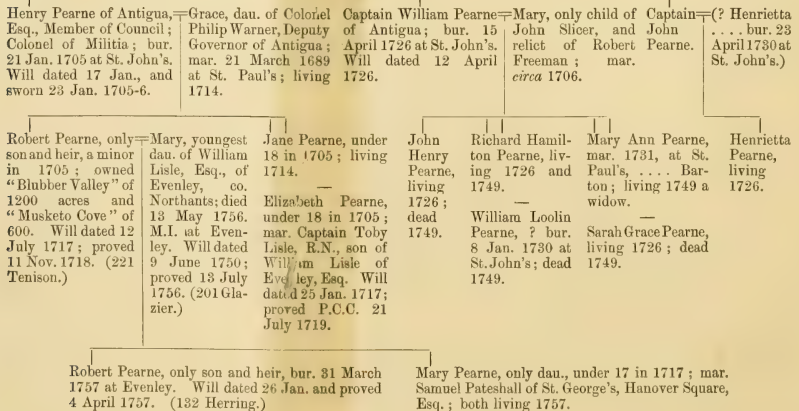 Henry Pearne of Antigua,
Esq., Member of Council;
Colonel of Militia; bur.
21 Jan. 1705 at St. John's.
Will dated 17 Jan., and
sworn 23 Jan. 1705-6.
Grace, dau. of Colonel
Philip Warner, Deputy
Governor of Antigua;
mar. 21 March 1689
at St. Paul's; living
1714.
Captain William Pearne
of Antigua; bur. 15
April 1726 at St. John's.
Will dated 12 April
1726.
Mary, only child of
John Slicer, and
relict of Robert
Freeman; mar.
circa 1706.
Captain
John
Pearne.
(? Henrietta
.... bur. 23
April 1730 at
St. John's.)
Robert Pearne, only
son and heir, a minor
in 1705; owned
"Blubber Valley" of
1200 acres and
"Musketo Cove" of
600. Will dated 12
July 1717; proved
11 Nov. 1718. (221
Tenison.)
Mary, youngest
dau. of William
Lisle, Esq., of
Evenley, co.
Northants; died
13 May 1756.
M.I. at Even-
ley. Will dated
9 June 1750;
proved 13 July
1756. (201 Gla-
zier.)
Jane Pearne, under
18 in 1705; living
1714.
—
Elizabeth Pearne,
under 18 in 1705;
mar. Captain Toby
Lisle, R.N., son of
William Lisle of
Evenley, Esq. Will
dated 25 Jan. 1717;
proved P.C.C. 21
July 1719.
John
Henry
Pearne,
living
1726;
dead
1749.
Richard Hamil-
ton Pearne, liv-
ing 1726 and
1749.
—
William Loolin
Pearne, ? bur.
8 Jan. 1730 at
St. John's; dead
1749.
Mary Ann Pearne,
mar. 1731, at St.
Paul's, .... Bar-
ton; living 1749 a
widow.
—
Sarah Grace Pearne,
living 1726; dead
1749.
Henrietta
Pearne,
living
1726.
Robert Pearne, only son and heir, bur. 31 March
1757 at Evenley. Will dated 26 Jan. and proved
4 April 1757. (132 Herring.)
Mary Pearne, only dau., under 17 in 1717; mar.
Samuel Pateshall of St. George's, Hanover Square,
Esq.; both living 1757.